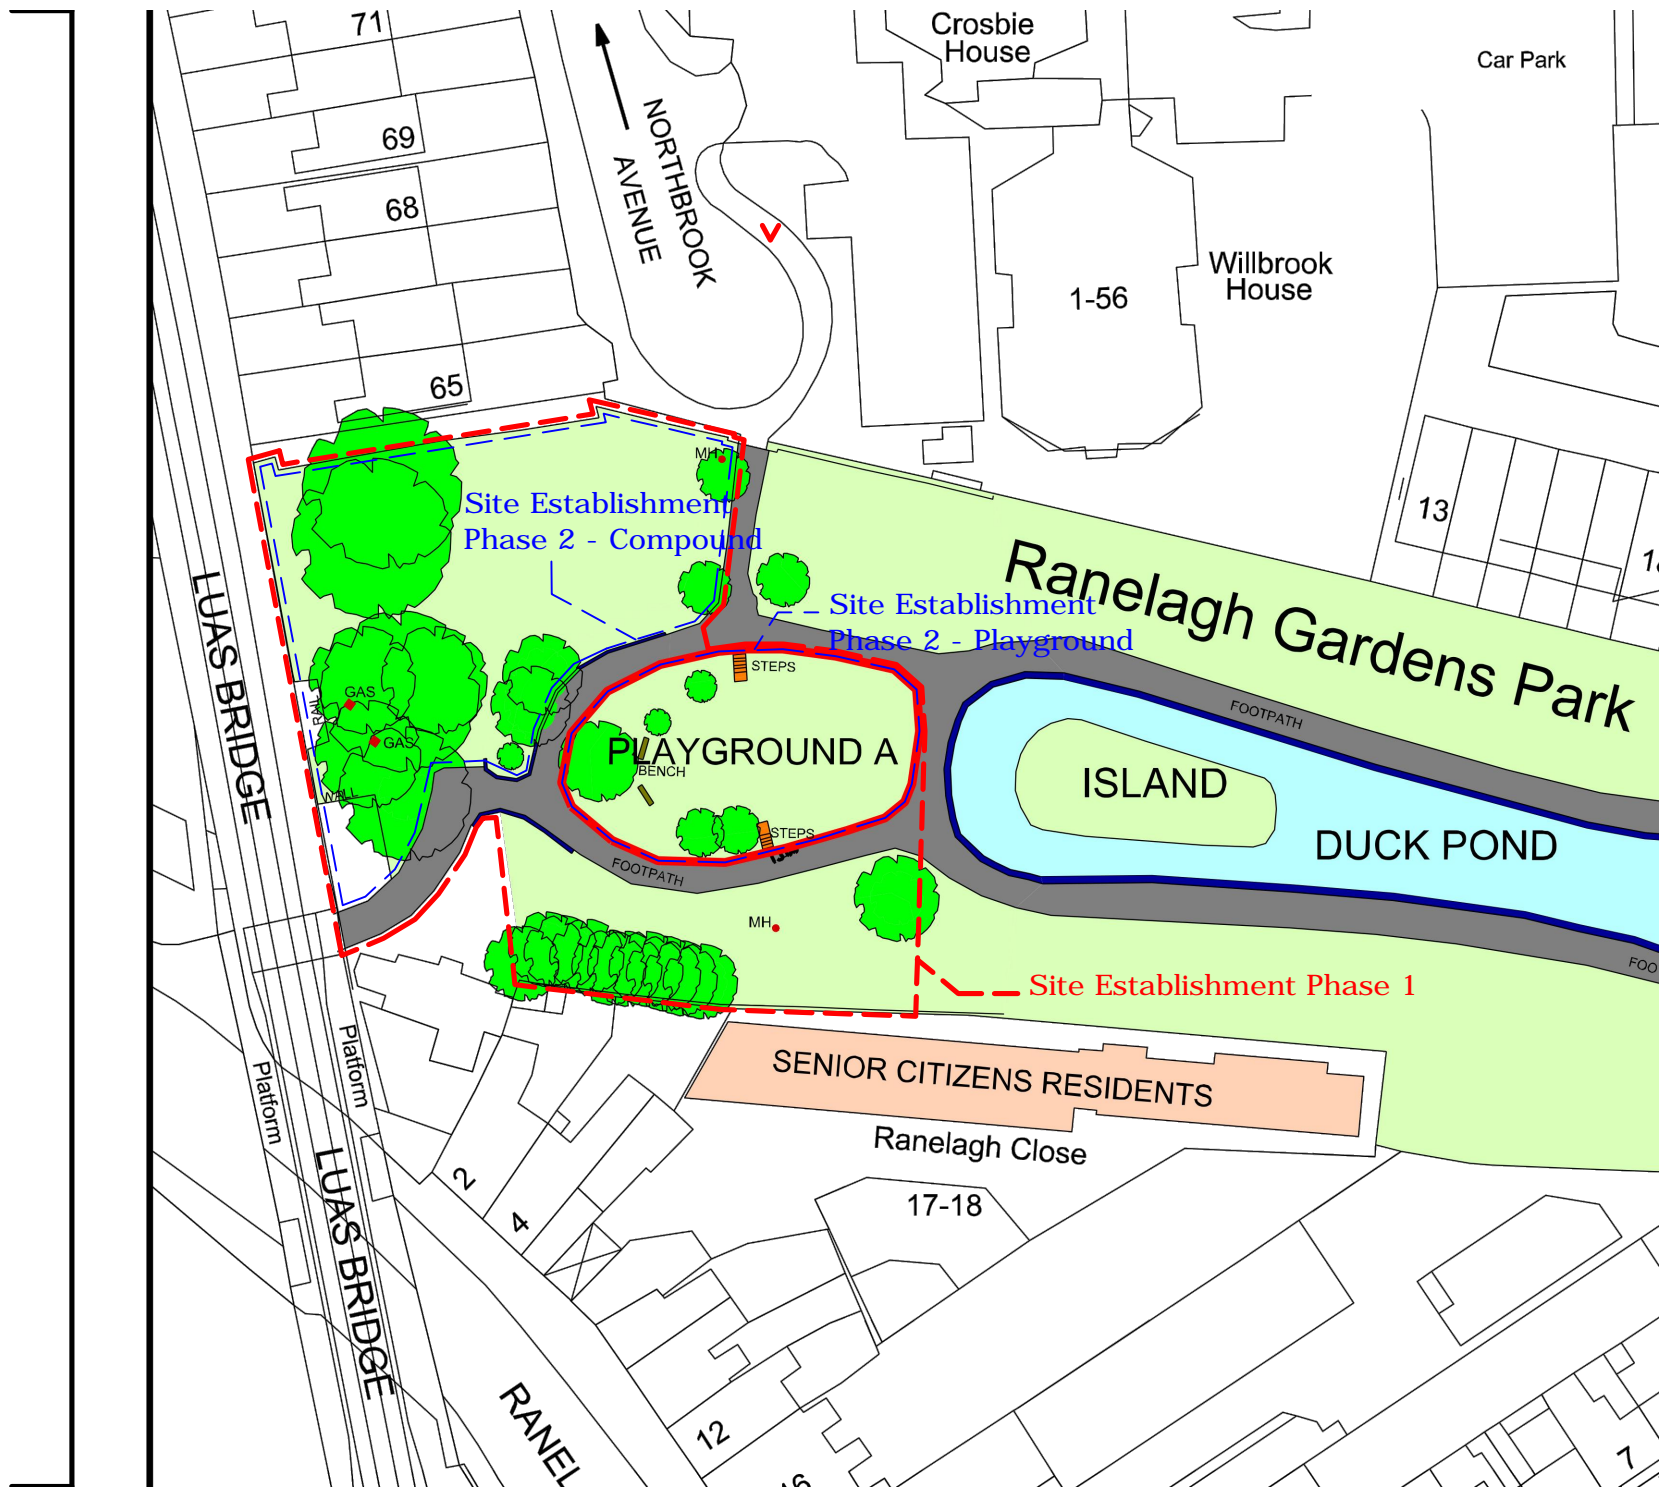 71
Crosbie
House
Car Park
69
NORTHBROOK
AVENUE
68
Willbrook
House
1-56
65
MH
Site Establishment
Phase 2 - Compound
13
Ranelagh Gardens Park
LUAS BRIDGE
Site Establishment
Phase 2 - Playground
STEPS
GAS
RAIL
FOOTPATH
GAS
PLAYGROUND A
BENCH
ISLAND
WALL
STEPS
DUCK POND
FOOTPATH
MH
FOO
Site Establishment Phase 1
Platform
Platform
SENIOR CITIZENS RESIDENTS
Ranelagh Close
2
17-18
4
LUAS BRIDGE
RANEL
12
7